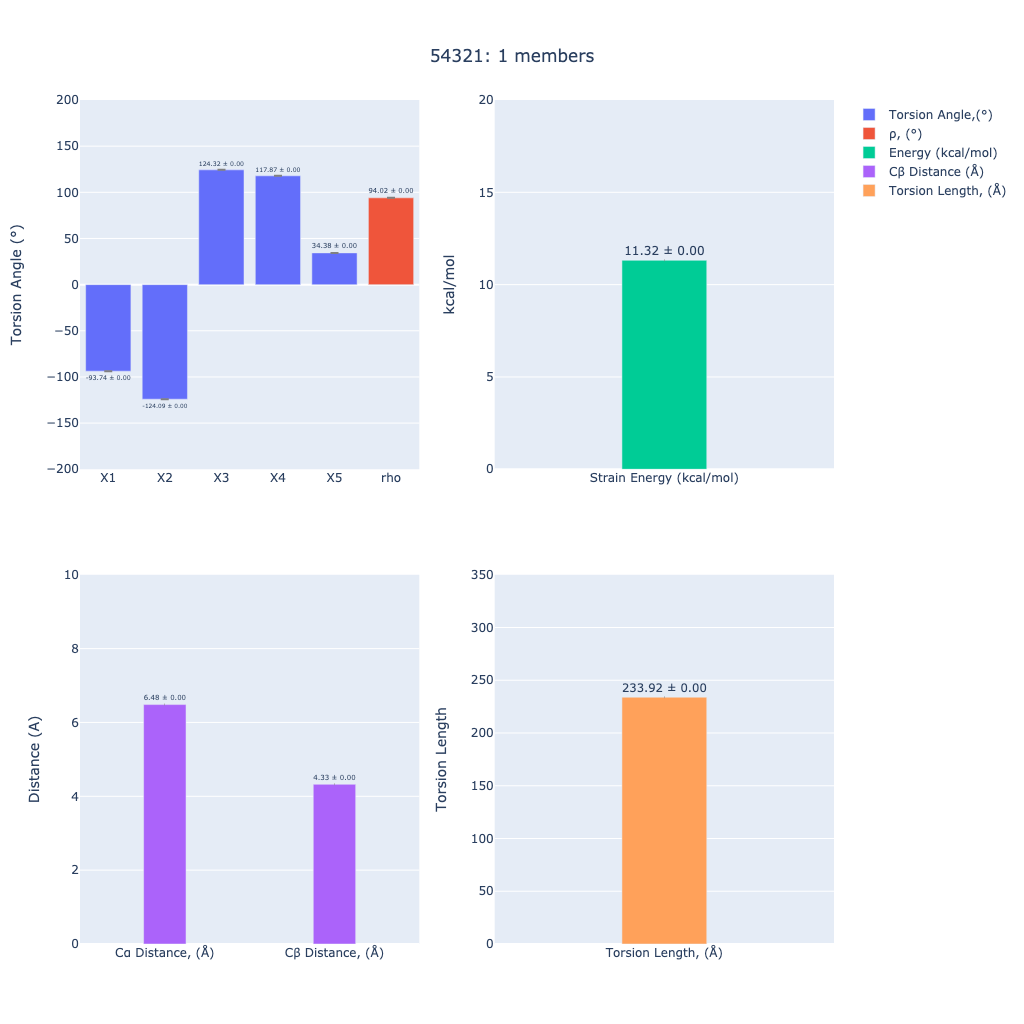 54321: 1 members
Torsion Angle (°)
200
150
100
50
0
−50
−100
−150
−200
-93.74 ± 0.00
-124.09 ± 0.00
124.32 ± 0.00
117.87 ± 0.00
34.38 ± 0.00
94.02 ± 0.00
X1 X2 X3 X4 X5 rho
kcal/mol
20
15
10
5
0
11.32 ± 0.00
Strain Energy (kcal/mol)
Torsion Angle,(°)
ρ, (°)
Energy (kcal/mol)
Cβ Distance (Å)
Torsion Length, (Å)
Distance (A)
10
8
6
4
2
0
6.48 ± 0.00
4.33 ± 0.00
Cα Distance, (Å) Cβ Distance, (Å)
Torsion Length
350
300
250
200
150
100
50
0
233.92 ± 0.00
Torsion Length, (Å)